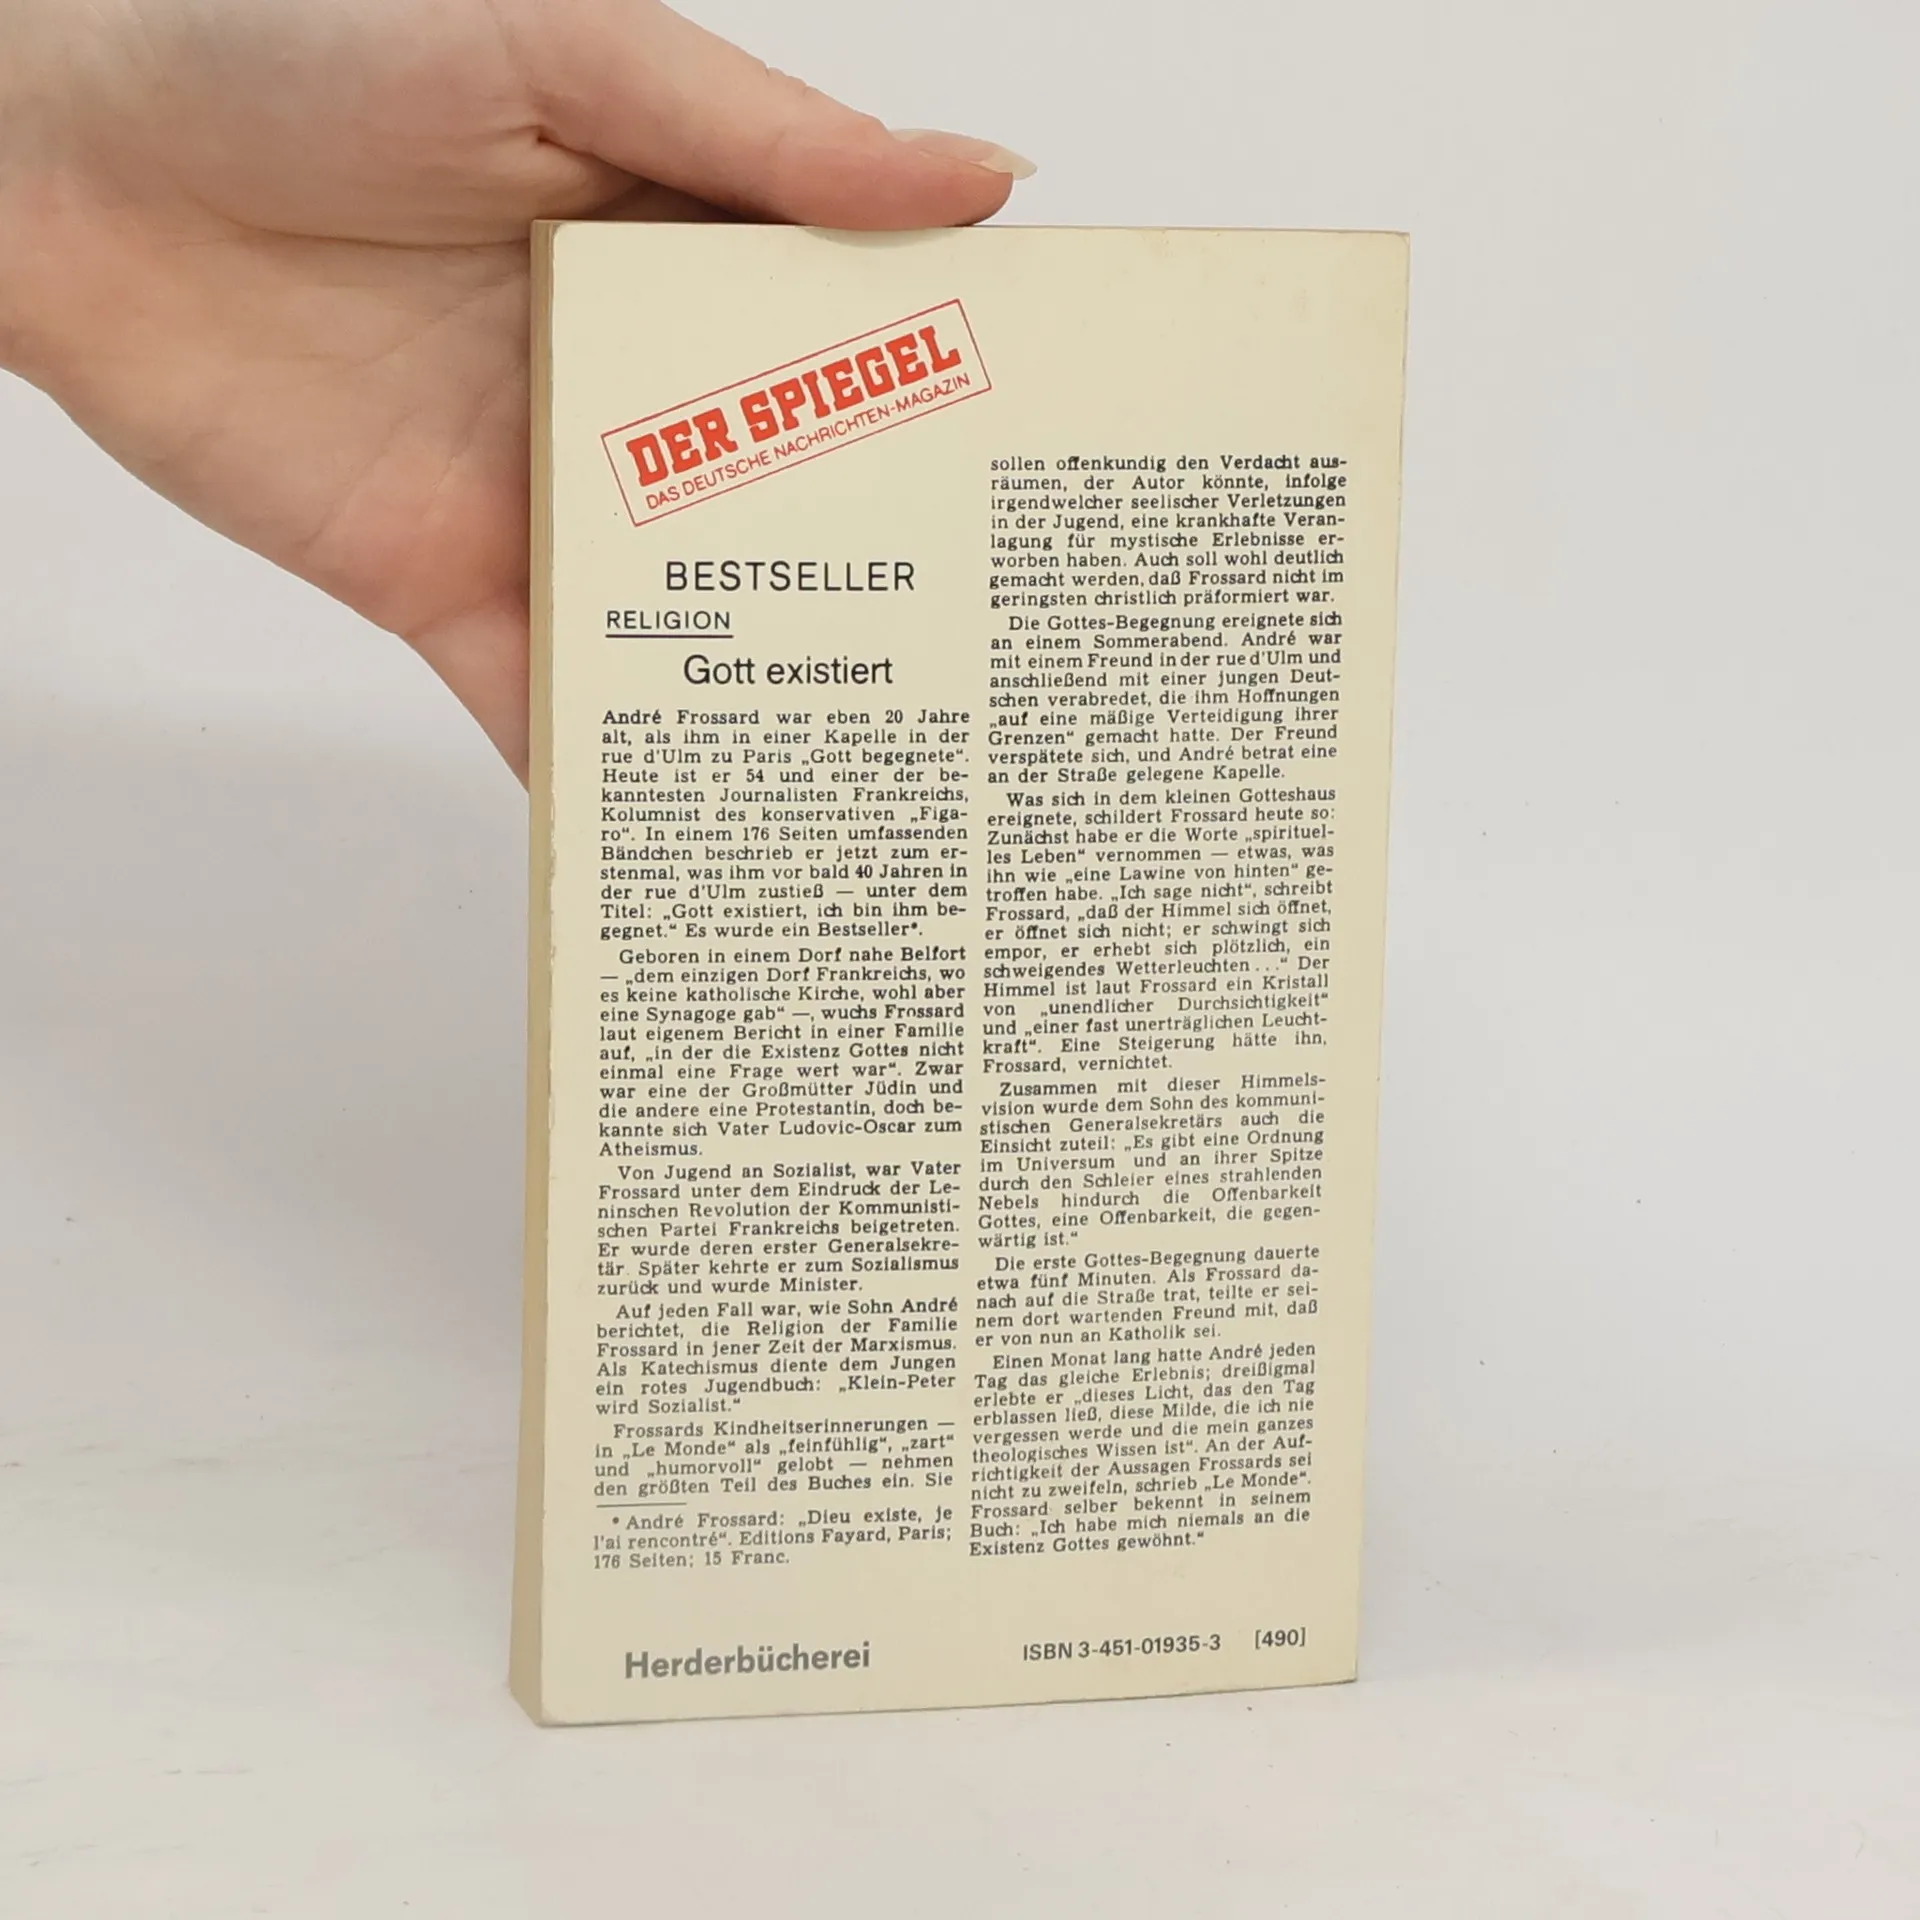 DER SPIEGEL
DAS DEUTSCHE NACHRICHTEN-MAGAZIN
BESTSELLER
RELIGION
Gott existiert
André Frossard war eben 20 Jahre
alt, als ihm in einer Kapelle in der
rue d'Ulm zu Paris „Gott begegnete“.
Heute ist er 54 und einer der be-
kanntesten Journalisten Frankreichs,
Kolumnist des konservativen „Figa-
ro“. In einem 176 Seiten umfassenden
Bändchen beschrieb er jetzt zum er-
stenmal, was ihm vor bald 40 Jahren in
der rue d'Ulm zustieß — unter dem
Titel: „Gott existiert, ich bin ihm be-
gegnet.“ Es wurde ein Bestseller*.
Geboren in einem Dorf nahe Belfort
— „dem einzigen Dorf Frankreichs, wo
es keine katholische Kirche, wohl aber
eine Synagoge gab“ —, wuchs Frossard
laut eigenem Bericht in einer Familie
auf, „in der die Existenz Gottes nicht
einmal eine Frage wert war“. Zwar
war eine der Großmütter Jüdin und
die andere eine Protestantin, doch be-
kannte sich Vater Ludovic-Oscar zum
Atheismus.
Von Jugend an Sozialist, war Vater
Frossard unter dem Eindruck der Le-
ninschen Revolution der Kommunisti-
schen Partei Frankreichs beigetreten.
Er wurde deren erster Generalsekre-
tär. Später kehrte er zum Sozialismus
zurück und wurde Minister.
Auf jeden Fall war, wie Sohn André
berichtet, die Religion der Familie
Frossard in jener Zeit der Marxismus.
Als Katechismus diente dem Jungen
ein rotes Jugendbuch: „Klein-Peter
wird Sozialist.“
Frossards Kindheitserinnerungen —
in „Le Monde“ als „feinfühlig“, „zart“
und „humorvoll“ gelobt — nehmen
den größten Teil des Buches ein. Sie
* André Frossard: „Dieu existe, je
l'ai rencontré“. Editions Fayard, Paris;
176 Seiten; 15 Franc.
sollen offenkundig den Verdacht aus-
räumen, der Autor könnte, infolge
irgendwelcher seelischer Verletzungen
in der Jugend, eine krankhafte Veran-
lagung für mystische Erlebnisse er-
worben haben. Auch soll wohl deutlich
gemacht werden, daß Frossard nicht im
geringsten christlich präformiert war.
Die Gottes-Begegnung ereignete sich
an einem Sommerabend. André war
mit einem Freund in der rue d'Ulm und
anschließend mit einer jungen Deut-
schen verabredet, die ihm Hoffnungen
„auf eine mäßige Verteidigung ihrer
Grenzen“ gemacht hatte. Der Freund
verspätete sich, und André betrat eine
an der Straße gelegene Kapelle.
Was sich in dem kleinen Gotteshaus
ereignete, schildert Frossard heute so:
Zunächst habe er die Worte „spirituel-
les Leben“ vernommen — etwas, was
ihn wie „eine Lawine von hinten“ ge-
troffen habe. „Ich sage nicht“, schreibt
Frossard, „daß der Himmel sich öffnet,
er öffnet sich nicht; er schwingt sich
empor, er erhebt sich plötzlich, ein
schweigendes Wetterleuchten ...“ Der
Himmel ist laut Frossard ein Kristall
von „unendlicher Durchsichtigkeit“
und „einer fast unerträglichen Leucht-
kraft“. Eine Steigerung hätte ihn,
Frossard, vernichtet.
Zusammen mit dieser Himmels-
vision wurde dem Sohn des kommuni-
stischen Generalsekretärs auch die
Einsicht zuteil: „Es gibt eine Ordnung
im Universum und an ihrer Spitze
durch den Schleier eines strahlenden
Nebels hindurch die Offenbarkeit
Gottes, eine Offenbarkeit, die gegen-
wärtig ist.“
Die erste Gottes-Begegnung dauerte
etwa fünf Minuten. Als Frossard da-
nach auf die Straße trat, teilte er sei-
nem dort wartenden Freund mit, daß
er von nun an Katholik sei.
Einen Monat lang hatte André jeden
Tag das gleiche Erlebnis; dreißigmal
erlebte er „dieses Licht, das den Tag
erblassen ließ, diese Milde, die ich nie
vergessen werde und die mein ganzes
theologisches Wissen ist“. An der Auf-
richtigkeit der Aussagen Frossards sei
nicht zu zweifeln, schrieb „Le Monde“.
Frossard selber bekennt in seinem
Buch: „Ich habe mich niemals an die
Existenz Gottes gewöhnt.“
Herderbücherei
ISBN 3-451-01935-3 [490]